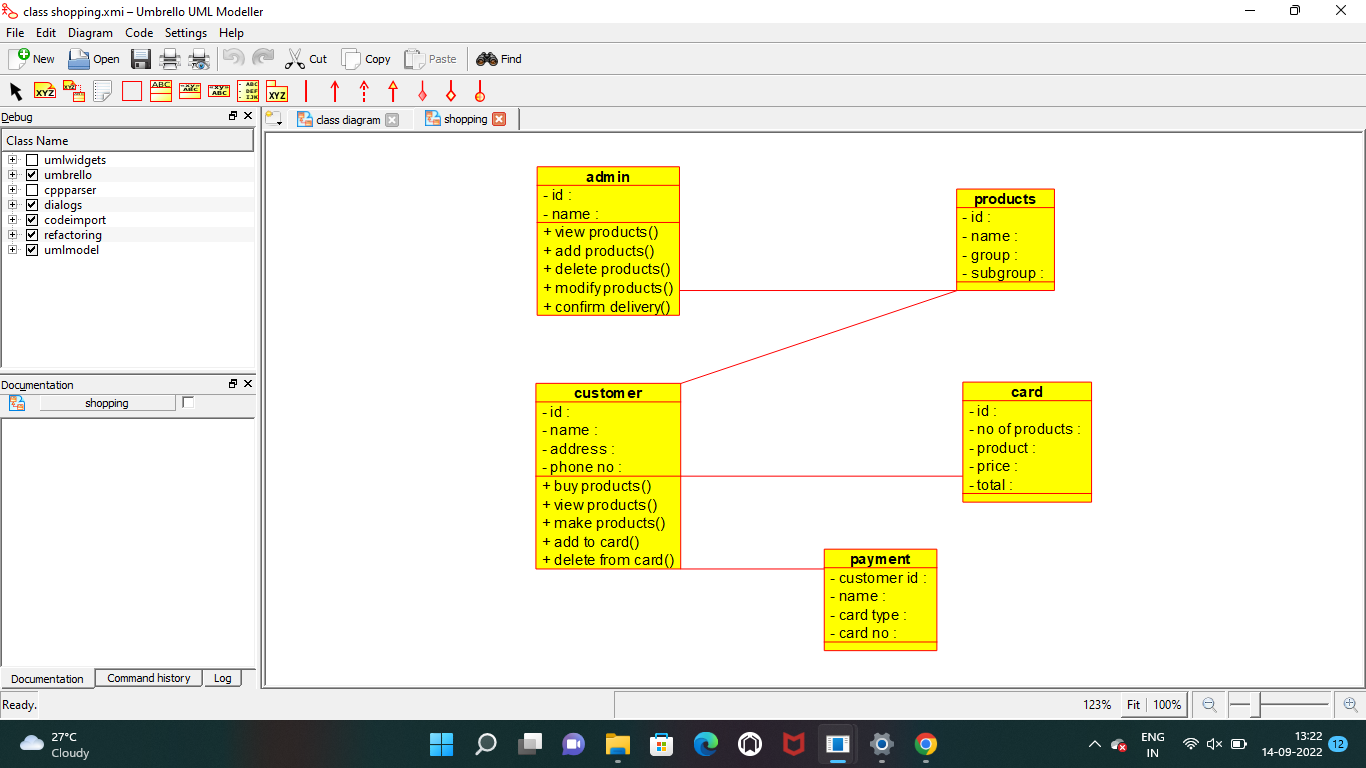 class shopping.xmi – Umbrello UML Modeller
File Edit Diagram Code Settings Help
New Open Cut Copy Paste Find
XYZ XYZ ABC -xy= ABC -xy= ABC - ABC - DEF - IJK XYZ
Debug
class diagram
shopping
Class Name
umlwidgets
umbrello
cppparser
dialogs
codeimport
refactoring
umlmodel
Documentation
shopping
Documentation Command history Log
admin
- id :
- name :
+ view products()
+ add products()
+ delete products()
+ modify products()
+ confirm delivery()
products
- id :
- name :
- group :
- subgroup :
customer
- id :
- name :
- address :
- phone no :
+ buy products()
+ view products()
+ make products()
+ add to card()
+ delete from card()
card
- id :
- no of products :
- product :
- price :
- total :
payment
- customer id :
- name :
- card type :
- card no :
Ready.
123% Fit 100%
27°C
Cloudy
ENG
IN
13:22
14-09-2022
12